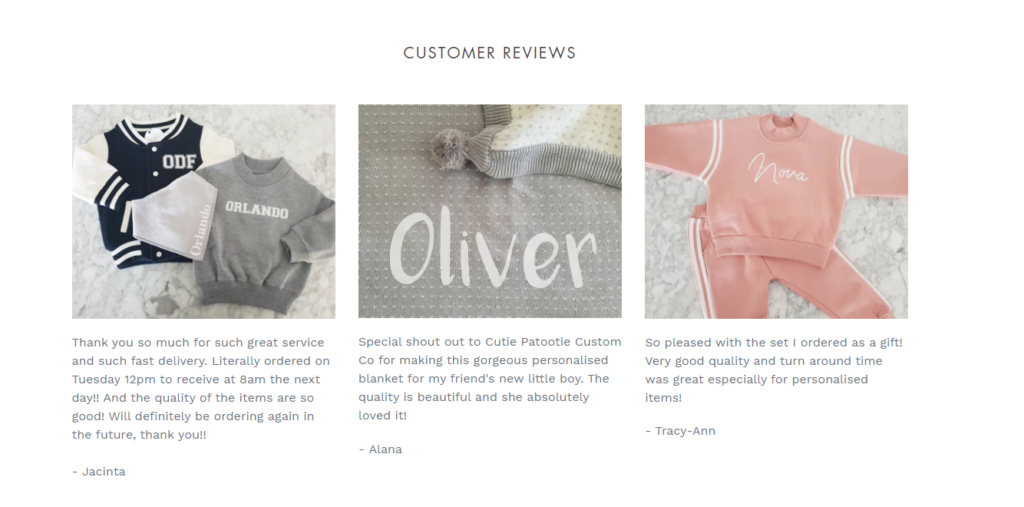 CUSTOMER REVIEWS
ODF
ORLANDO
Orlando
Oliver
Nova
Thank you so much for such great service
and such fast delivery. Literally ordered on
Tuesday 12pm to receive at 8am the next
day!! And the quality of the items are so
good! Will definitely be ordering again in
the future, thank you!!
- Jacinta
Special shout out to Cutie Patootie Custom
Co for making this gorgeous personalised
blanket for my friend's new little boy. The
quality is beautiful and she absolutely
loved it!
- Alana
So pleased with the set I ordered as a gift!
Very good quality and turn around time
was great especially for personalised
items!
- Tracy-Ann